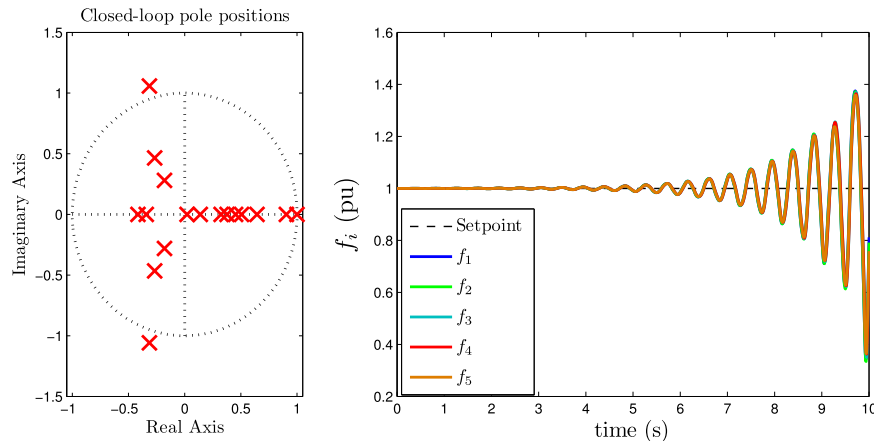 Closed-loop pole positions
Imaginary Axis
1.5
1
0.5
0
−0.5
−1
−1.5
−1
−0.5
0
0.5
1
Real Axis
f_i (pu)
1.6
1.4
1.2
1
0.8
0.6
0.4
0.2
Setpoint
f_1
f_2
f_3
f_4
f_5
0
1
2
3
4
5
6
7
8
9
10
time (s)